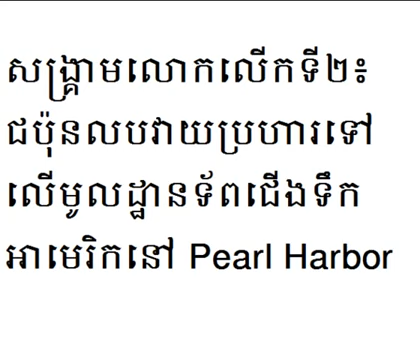 សង្គ្រាមលោកលើកទី២៖
ជប៉ុនលបវាយប្រហារទៅ
លើមូលដ្ឋានទ័ពជើងទឹក
អាមេរិកនៅ Pearl Harbor